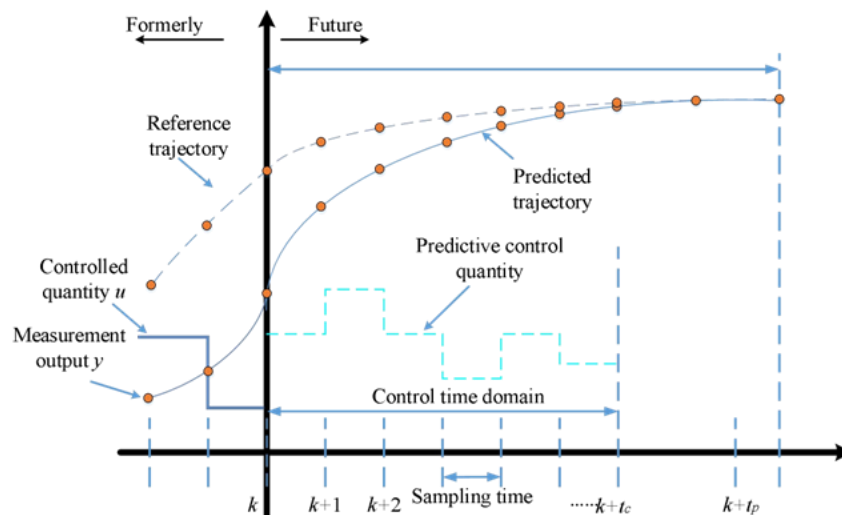 Formerly
Future
Reference
trajectory
Predicted
trajectory
Controlled
quantity u
Predictive control
quantity
Measurement
output y
Control time domain
k
k+1
k+2
Sampling time
······k+tc
k+tp